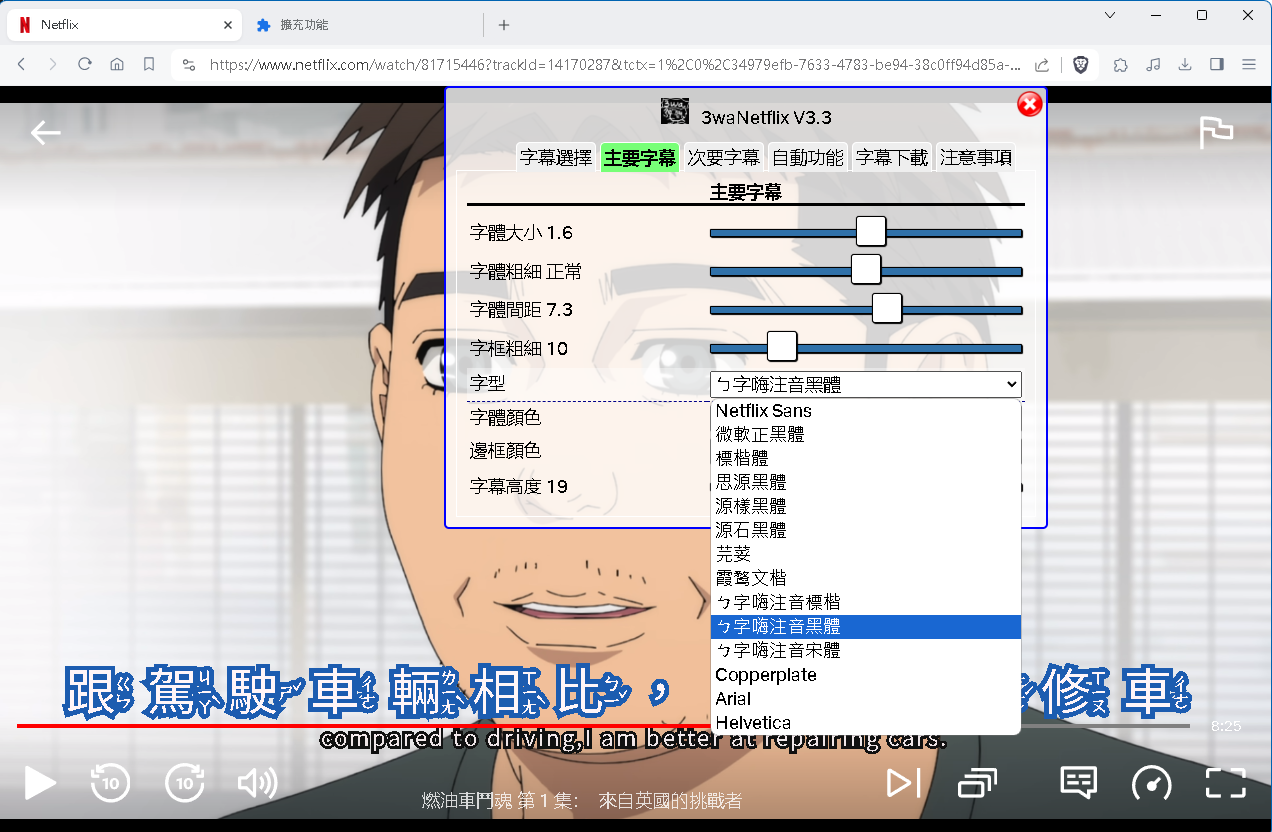 Netflix
擴充功能
https://www.netflix.com/watch/81715446?trackId=14170287&tctx=1%2C0%2C34979efb-7633-4783-be94-38c0ff94d85a-...
3waNetflix V3.3
字幕選擇 主要字幕 次要字幕 自動功能 字幕下載 注意事項
主要字幕
字體大小 1.6
字體粗細 正常
字體間距 7.3
字框粗細 10
字型 ㄅ字嗨注音黑體
字體顏色
邊框顏色
字幕高度 19
Netflix Sans
微軟正黑體
標楷體
思源黑體
源樣黑體
源石黑體
芫荽
霞鶩文楷
ㄅ字嗨注音標楷
ㄅ字嗨注音黑體
ㄅ字嗨注音宋體
Copperplate
Arial
Helvetica
跟駕駛車輛相比， 修車
8:25
compared to driving,I am better at repairing cars.
10 10
燃油車鬥魂 第 1 集： 來自英國的挑戰者